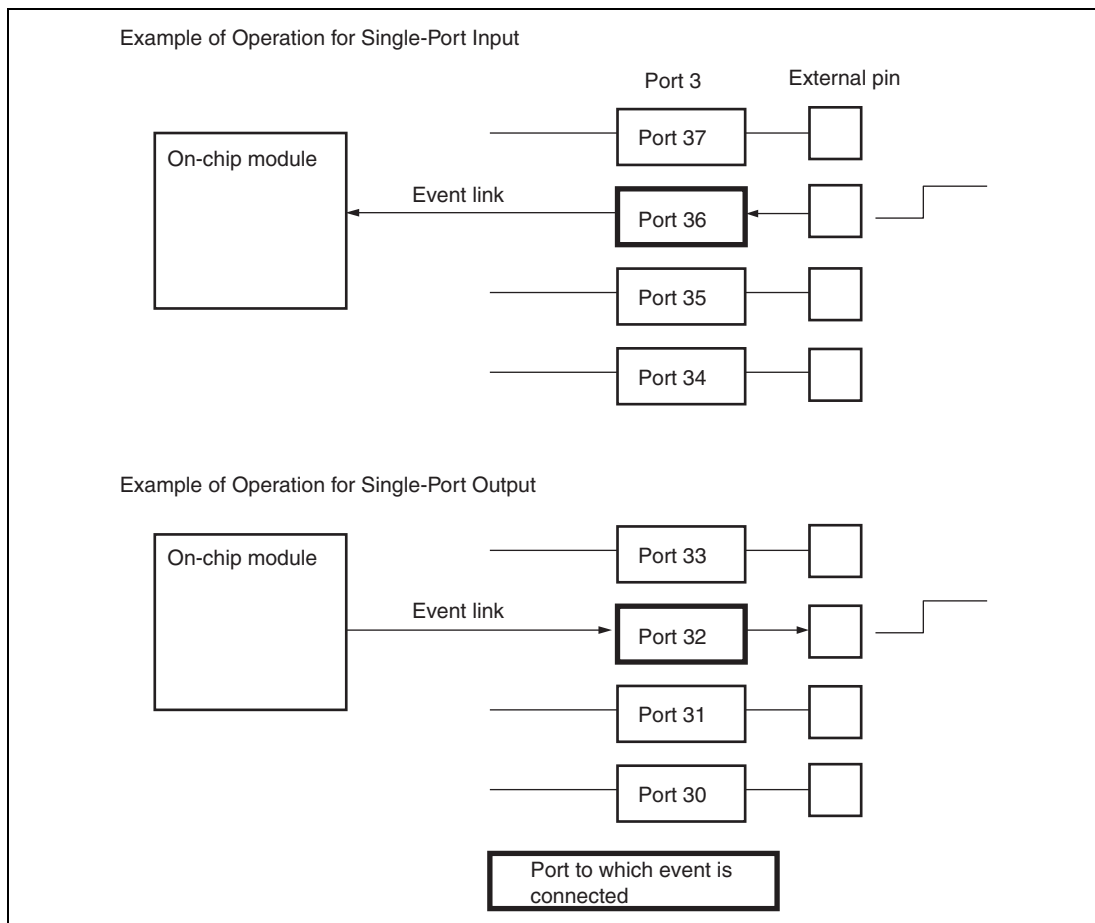 Example of Operation for Single-Port Input
Port 3
External pin
On-chip module
Port 37
Event link
Port 36
Port 35
Port 34
Example of Operation for Single-Port Output
On-chip module
Port 33
Event link
Port 32
Port 31
Port 30
Port to which event is
connected